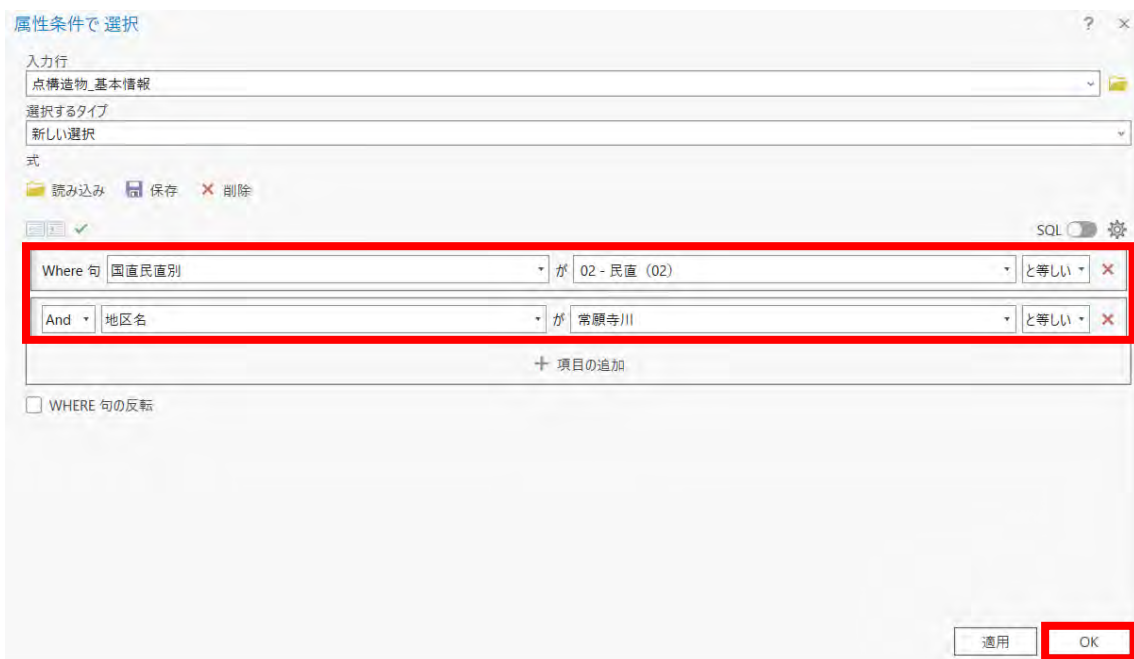 属性条件で 選択 ? ×
入力行
点構造物_基本情報
選択するタイプ
新しい選択
式
読み込み 保存 × 削除
SQL
Where 句 国直民直別 が 02 - 民直 (02) と等しい ×
And 地区名 が 常願寺川 と等しい ×
+ 項目の追加
WHERE 句の反転
適用 OK